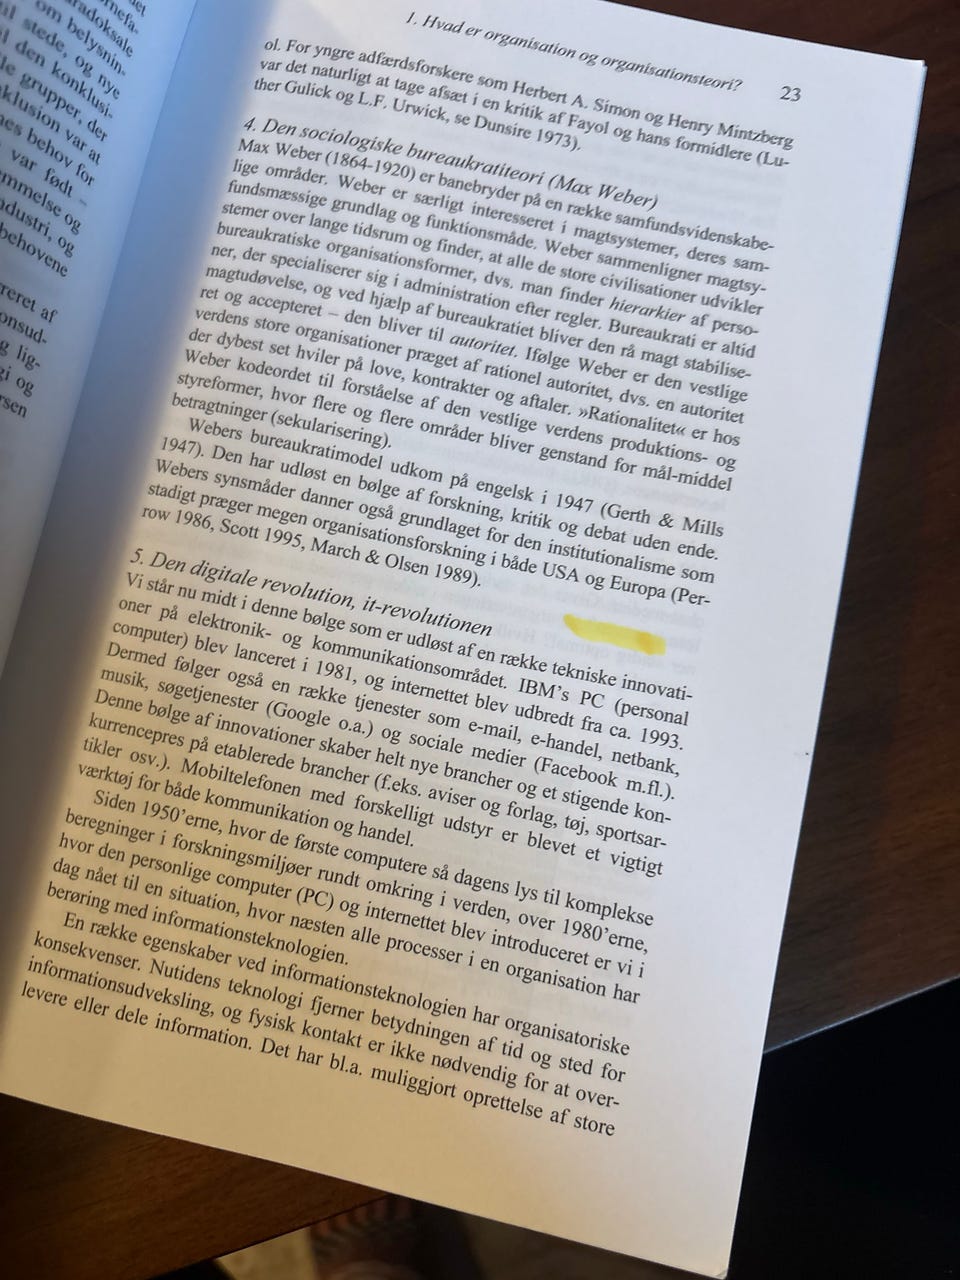 1. Hvad er organisation og organisationsteori?
23
ol. For yngre adfærdsforskere som Herbert A. Simon og Henry Mintzberg
var det naturligt at tage afsæt i en kritik af Fayol og hans formidlere (Lu-
ther Gulick og L.F. Urwick, se Dunsire 1973).
4. Den sociologiske bureaukratiteori (Max Weber)
Max Weber (1864-1920) er banebryder på en række samfundsvidenskabe-
lige områder. Weber er særligt interesseret i magtsystemer, deres sam-
fundsmæssige grundlag og funktionsmåde. Weber sammenligner magtsy-
stemer over lange tidsrum og finder, at alle de store civilisationer udvikler
bureaukratiske organisationsformer, dvs. man finder hierarkier af perso-
ner, der specialiserer sig i administration efter regler. Bureaukrati er altid
magtudøvelse, og ved hjælp af bureaukratiet bliver den rå magt stabilise-
ret og accepteret – den bliver til autoritet. Ifølge Weber er den vestlige
verdens store organisationer præget af rationel autoritet, dvs. en autoritet
der dybest set hviler på love, kontrakter og aftaler. »Rationalitet« er hos
Weber kodeordet til forståelse af den vestlige verdens produktions- og
styreformer, hvor flere og flere områder bliver genstand for mål-middel
betragtninger (sekularisering).
Webers bureaukratimodel udkom på engelsk i 1947 (Gerth & Mills
1947). Den har udløst en bølge af forskning, kritik og debat uden ende.
Webers synsmåder danner også grundlaget for den institutionalisme som
stadigt præger megen organisationsforskning i både USA og Europa (Per-
row 1986, Scott 1995, March & Olsen 1989).
5. Den digitale revolution, it-revolutionen
Vi står nu midt i denne bølge som er udløst af en række tekniske innovati-
oner på elektronik- og kommunikationsområdet. IBM's PC (personal
computer) blev lanceret i 1981, og internettet blev udbredt fra ca. 1993.
Dermed følger også en række tjenester som e-mail, e-handel, netbank,
musik, søgetjenester (Google o.a.) og sociale medier (Facebook m.fl.).
Denne bølge af innovationer skaber helt nye brancher og et stigende kon-
kurrencepres på etablerede brancher (f.eks. aviser og forlag, tøj, sportsar-
tikler osv.). Mobiltelefonen med forskelligt udstyr er blevet et vigtigt
værktøj for både kommunikation og handel.
Siden 1950'erne, hvor de første computere så dagens lys til komplekse
beregninger i forskningsmiljøer rundt omkring i verden, over 1980'erne,
hvor den personlige computer (PC) og internettet blev introduceret er vi i
dag nået til en situation, hvor næsten alle processer i en organisation har
berøring med informationsteknologien.
En række egenskaber ved informationsteknologien har organisatoriske
konsekvenser. Nutidens teknologi fjerner betydningen af tid og sted for
informationsudveksling, og fysisk kontakt er ikke nødvendig for at over-
levere eller dele information. Det har bl.a. muliggjort oprettelse af store